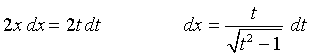 2x dx = 2t dt    dx = t/√(t² − 1) dt